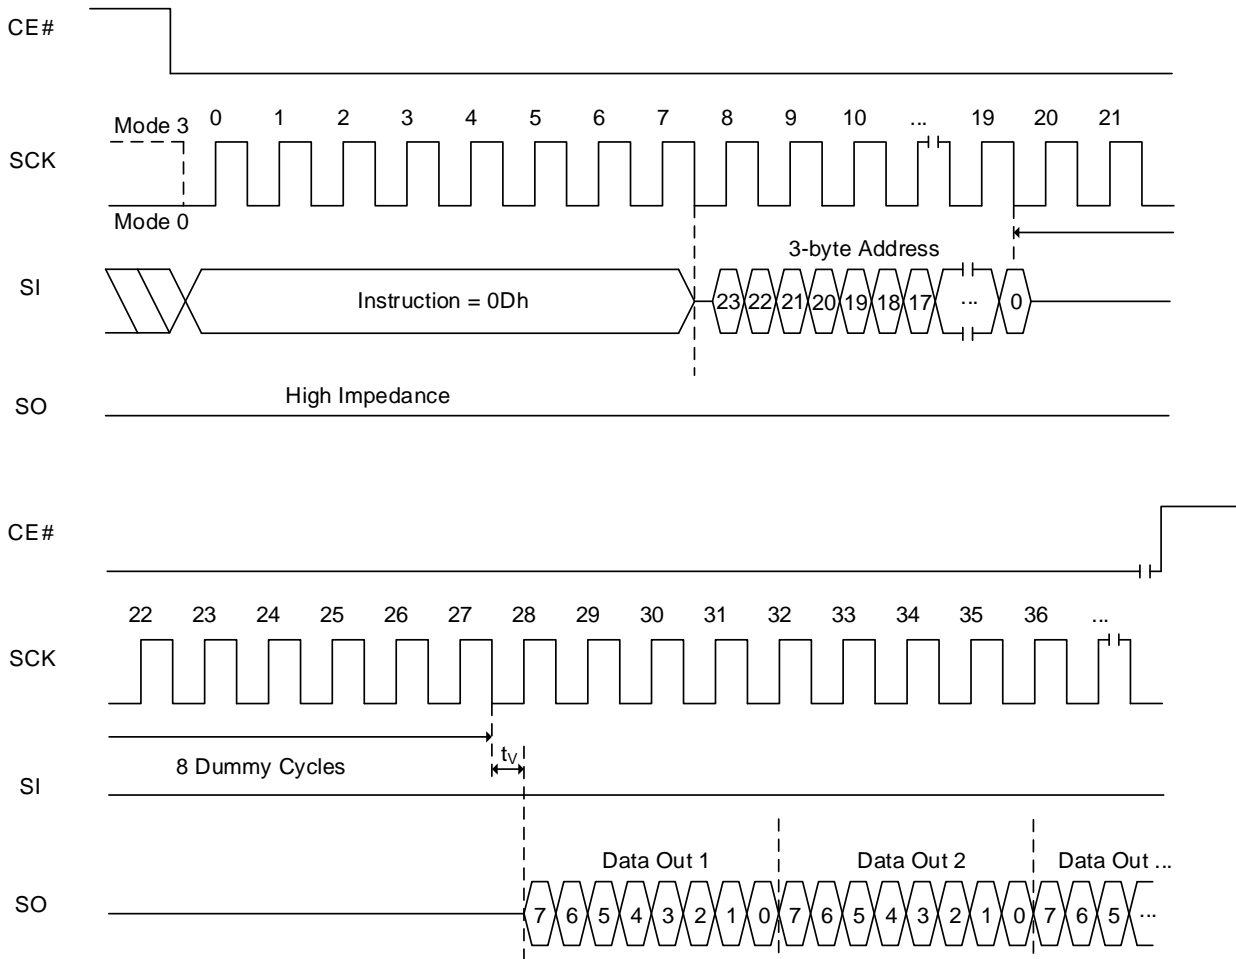 CE#
Mode 3
0 1 2 3 4 5 6 7 8 9 10 ... 19 20 21
SCK
Mode 0
3-byte Address
SI
Instruction = 0Dh
23 22 21 20 19 18 17 ... 0
High Impedance
SO
CE#
22 23 24 25 26 27 28 29 30 31 32 33 34 35 36 ...
SCK
tV
8 Dummy Cycles
SI
Data Out 1 Data Out 2 Data Out ...
SO
7 6 5 4 3 2 1 0 7 6 5 4 3 2 1 0 7 6 5 ...